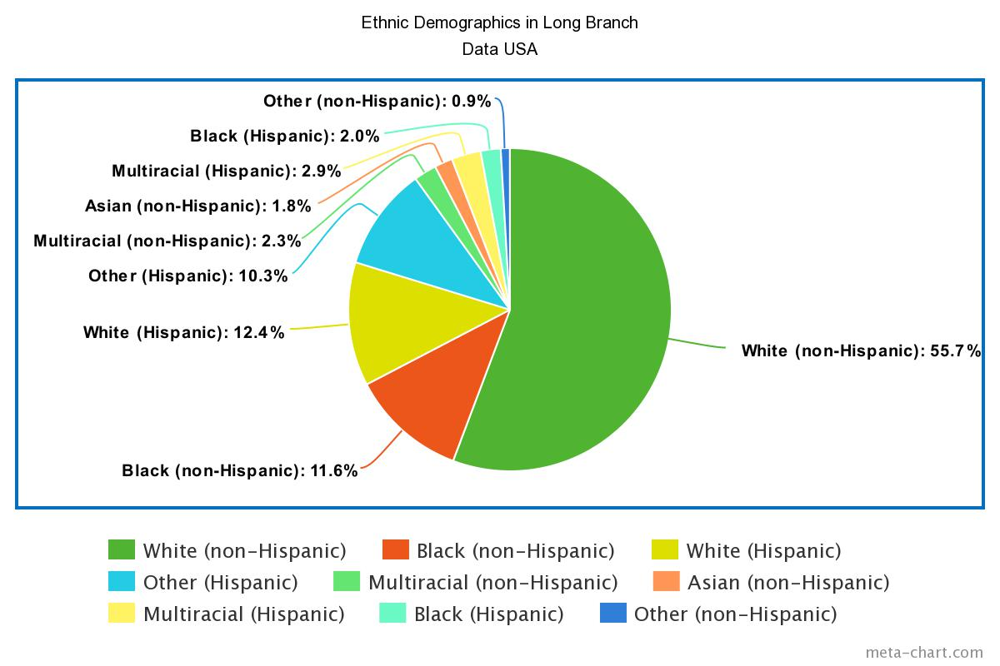 Ethnic Demographics in Long Branch
Data USA
Other (non-Hispanic): 0.9%
Black (Hispanic): 2.0%
Multiracial (Hispanic): 2.9%
Asian (non-Hispanic): 1.8%
Multiracial (non-Hispanic): 2.3%
Other (Hispanic): 10.3%
White (Hispanic): 12.4%
White (non-Hispanic): 55.7%
Black (non-Hispanic): 11.6%
White (non-Hispanic) Black (non-Hispanic) White (Hispanic)
Other (Hispanic) Multiracial (non-Hispanic) Asian (non-Hispanic)
Multiracial (Hispanic) Black (Hispanic) Other (non-Hispanic)
meta-chart.com